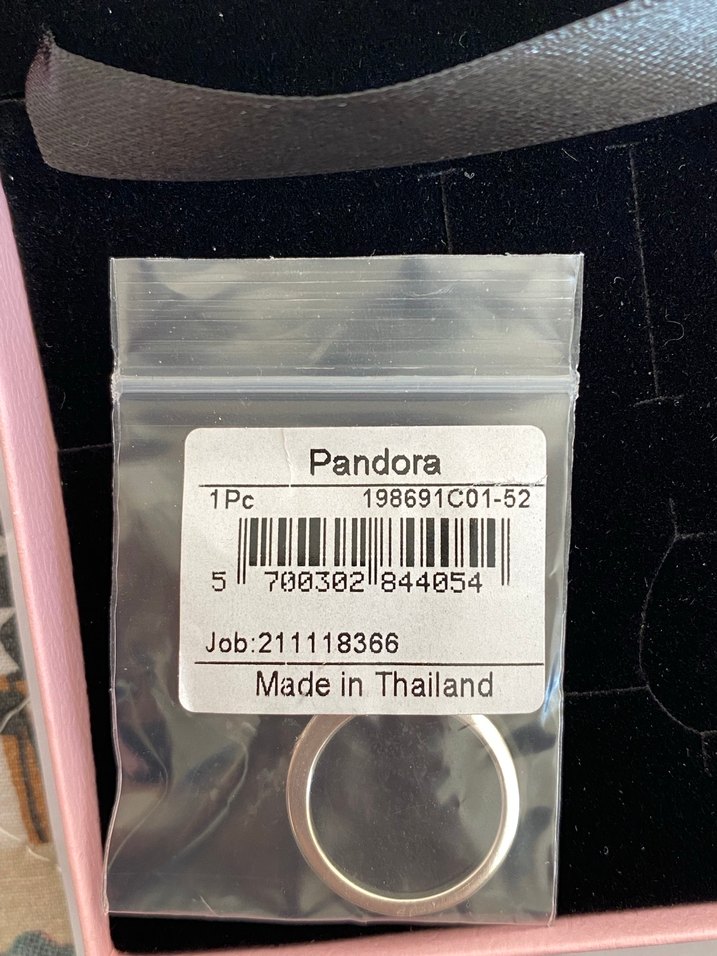 Pandora
1Pc 198691C01-52
5 700302 844054
Job:211118366
Made in Thailand